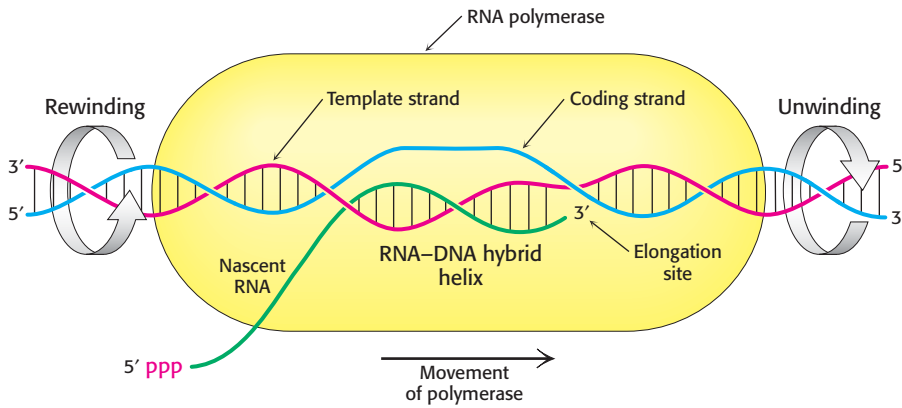 RNA polymerase
Rewinding
Template strand
Coding strand
Unwinding
3′
5
5′
3
3′
Nascent
RNA
RNA–DNA hybrid
helix
Elongation
site
5′ ppp
Movement
of polymerase